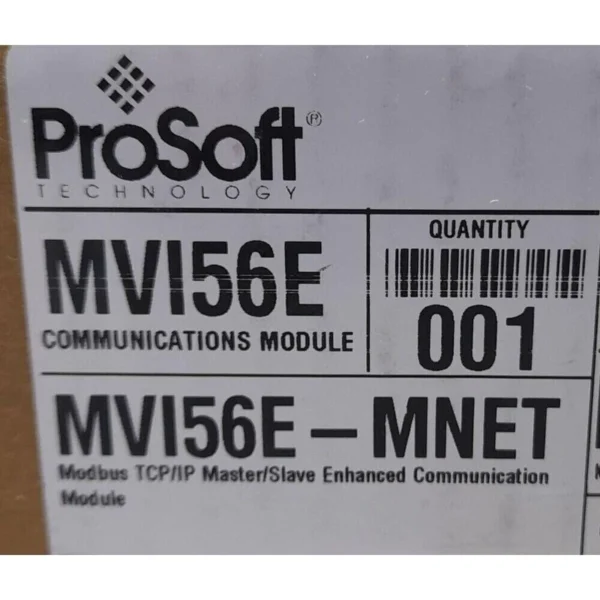 ProSoft®
TECHNOLOGY
MVI56E
COMMUNICATIONS MODULE
QUANTITY
001
MVI56E – MNET
Modbus TCP/IP Master/Slave Enhanced Communication
Module